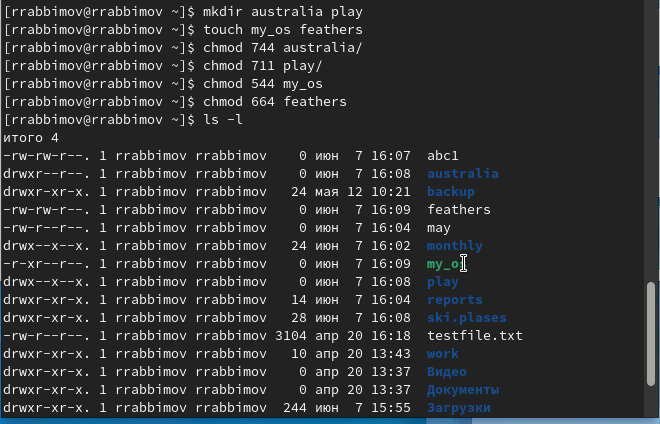 [rrabbimov@rrabbimov ~]$ mkdir australia play
[rrabbimov@rrabbimov ~]$ touch my_os feathers
[rrabbimov@rrabbimov ~]$ chmod 744 australia/
[rrabbimov@rrabbimov ~]$ chmod 711 play/
[rrabbimov@rrabbimov ~]$ chmod 544 my_os
[rrabbimov@rrabbimov ~]$ chmod 664 feathers
[rrabbimov@rrabbimov ~]$ ls -l
итого 4
-rw-rw-r--. 1 rrabbimov rrabbimov    0 июн  7 16:07  abc1
drwxr--r--. 1 rrabbimov rrabbimov    0 июн  7 16:08  australia
drwxr-xr-x. 1 rrabbimov rrabbimov   24 мая 12 10:21  backup
-rw-rw-r--. 1 rrabbimov rrabbimov    0 июн  7 16:09  feathers
-rw-r--r--. 1 rrabbimov rrabbimov    0 июн  7 16:04  may
drwx--x--x. 1 rrabbimov rrabbimov   24 июн  7 16:02  monthly
-r-xr--r--. 1 rrabbimov rrabbimov    0 июн  7 16:09  my_os
drwx--x--x. 1 rrabbimov rrabbimov    0 июн  7 16:08  play
drwxr-xr-x. 1 rrabbimov rrabbimov   14 июн  7 16:04  reports
drwxr-xr-x. 1 rrabbimov rrabbimov   28 июн  7 16:08  ski.plases
-rw-r--r--. 1 rrabbimov rrabbimov 3104 апр 20 16:18  testfile.txt
drwxr-xr-x. 1 rrabbimov rrabbimov   10 апр 20 13:43  work
drwxr-xr-x. 1 rrabbimov rrabbimov    0 апр 20 13:37  Видео
drwxr-xr-x. 1 rrabbimov rrabbimov    0 апр 20 13:37  Документы
drwxr-xr-x. 1 rrabbimov rrabbimov  244 июн  7 15:55  Загрузки